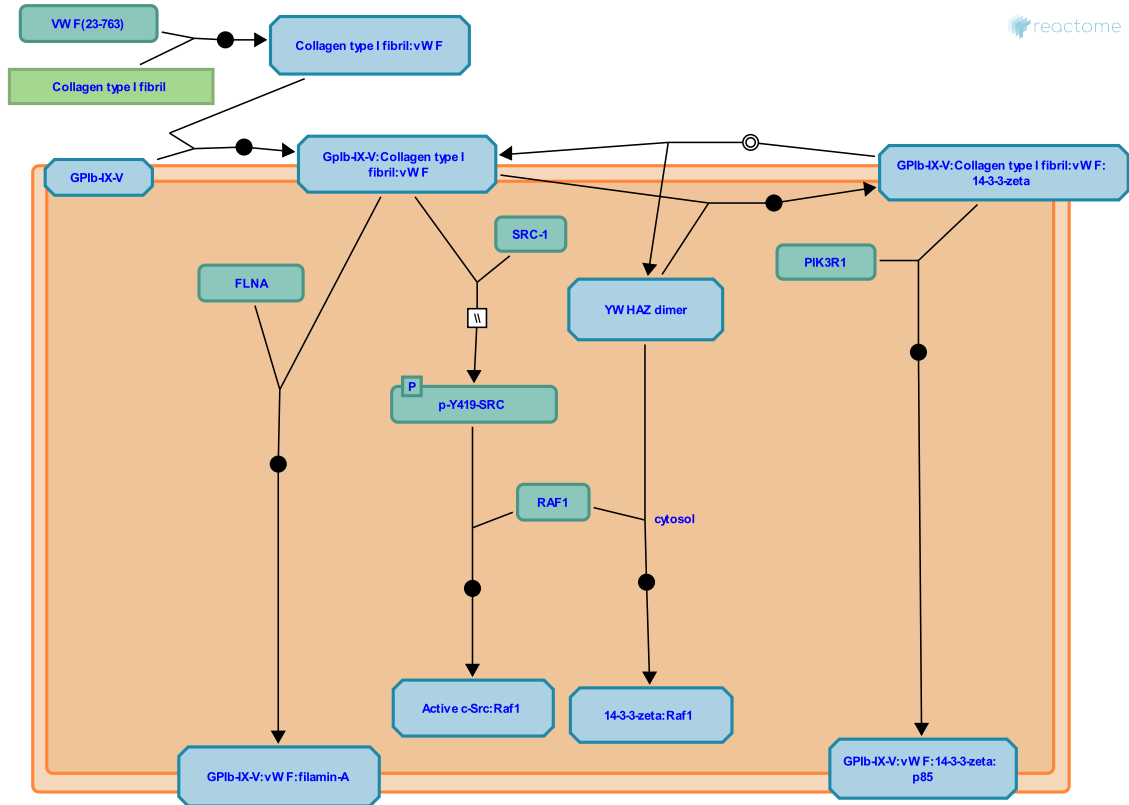 VWF(23-763)
reactome
Collagen type I fibril:vWF
Collagen type I fibril
GPIb-IX-V
GpIb-IX-V:Collagen type I
fibril:vWF
GPIb-IX-V:Collagen type I fibril:vWF:
14-3-3-zeta
SRC-1
PIK3R1
FLNA
YWHAZ dimer
\\
P
p-Y419-SRC
RAF1
cytosol
Active c-Src:Raf1
14-3-3-zeta:Raf1
GPIb-IX-V:vWF:filamin-A
GPIb-IX-V:vWF:14-3-3-zeta:
p85